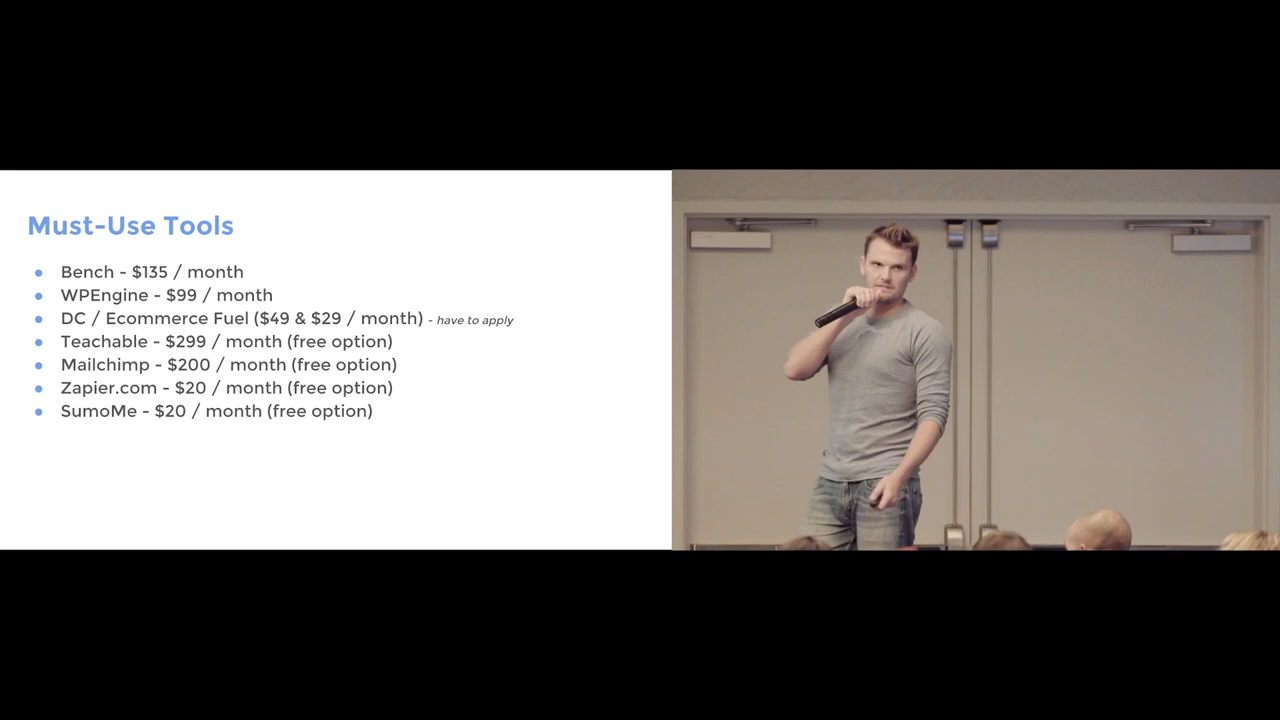 Must-Use Tools
● Bench - $135 / month
● WPEngine - $99 / month
● DC / Ecommerce Fuel ($49 & $29 / month) - have to apply
● Teachable - $299 / month (free option)
● Mailchimp - $200 / month (free option)
● Zapier.com - $20 / month (free option)
● SumoMe - $20 / month (free option)